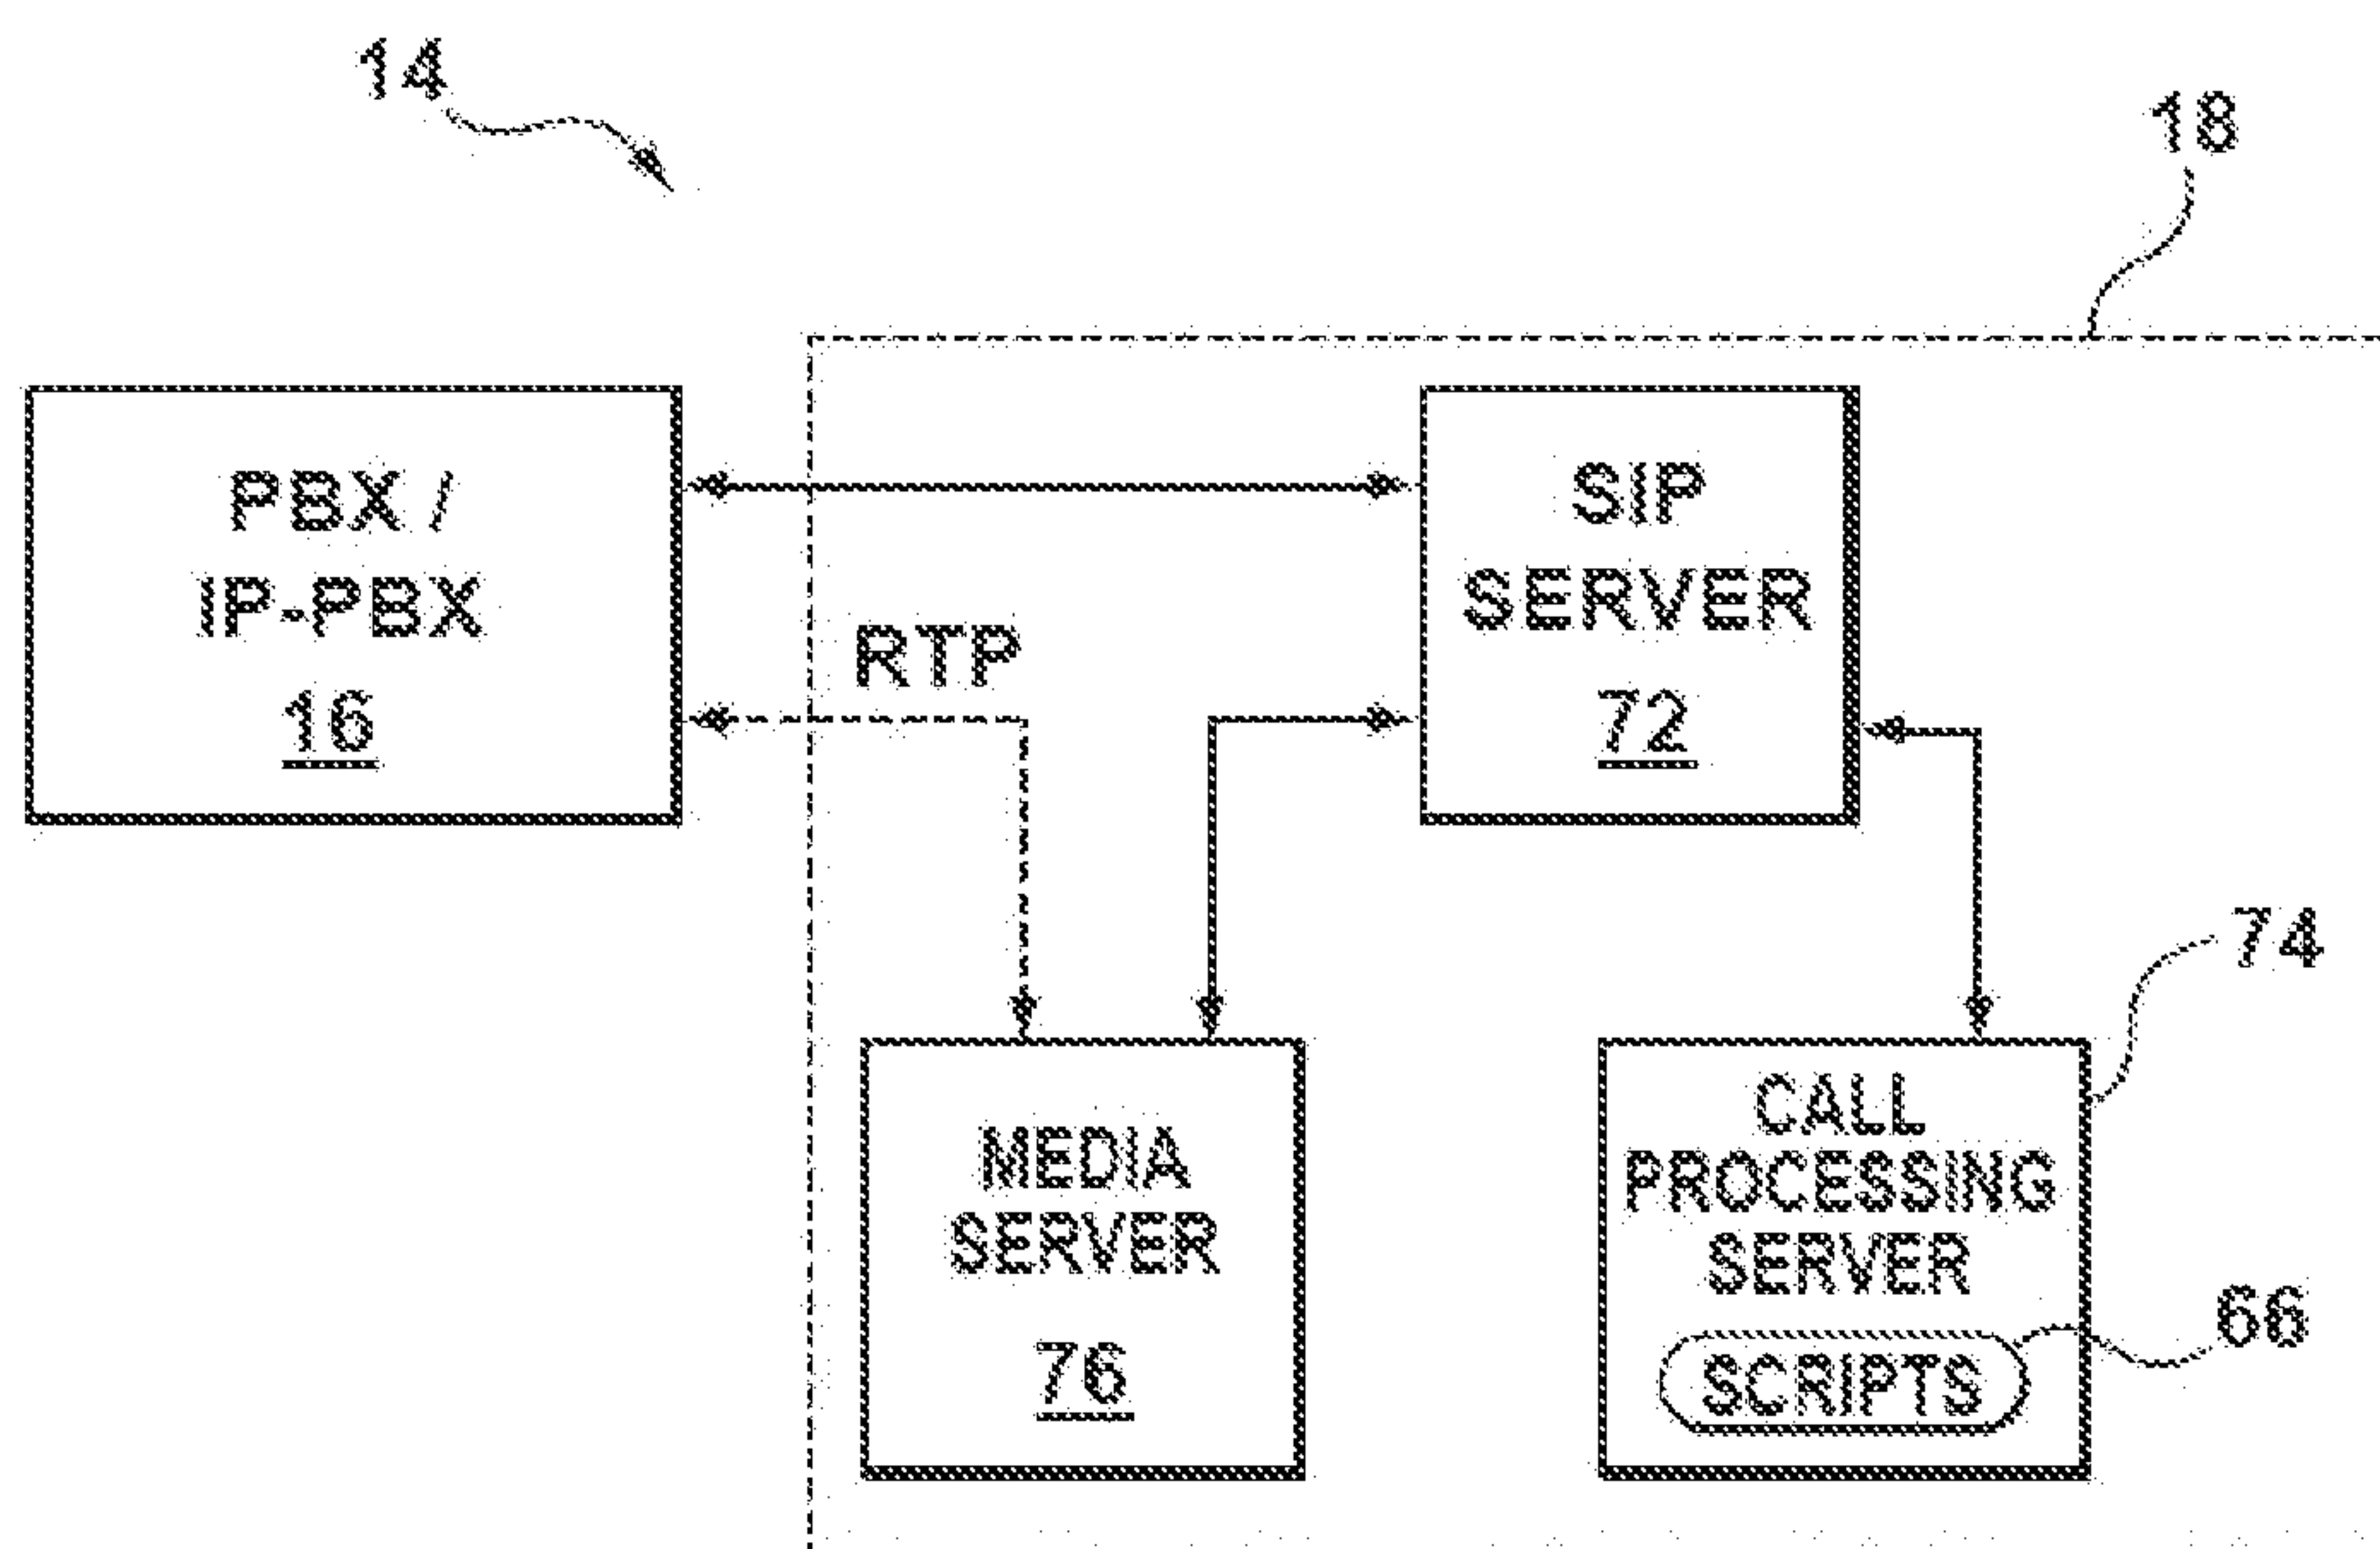 14
18
PBX /
IP-PBX
16
SIP
SERVER
72
RTP
74
MEDIA
SERVER
76
CALL
PROCESSING
SERVER
SCRIPTS
66